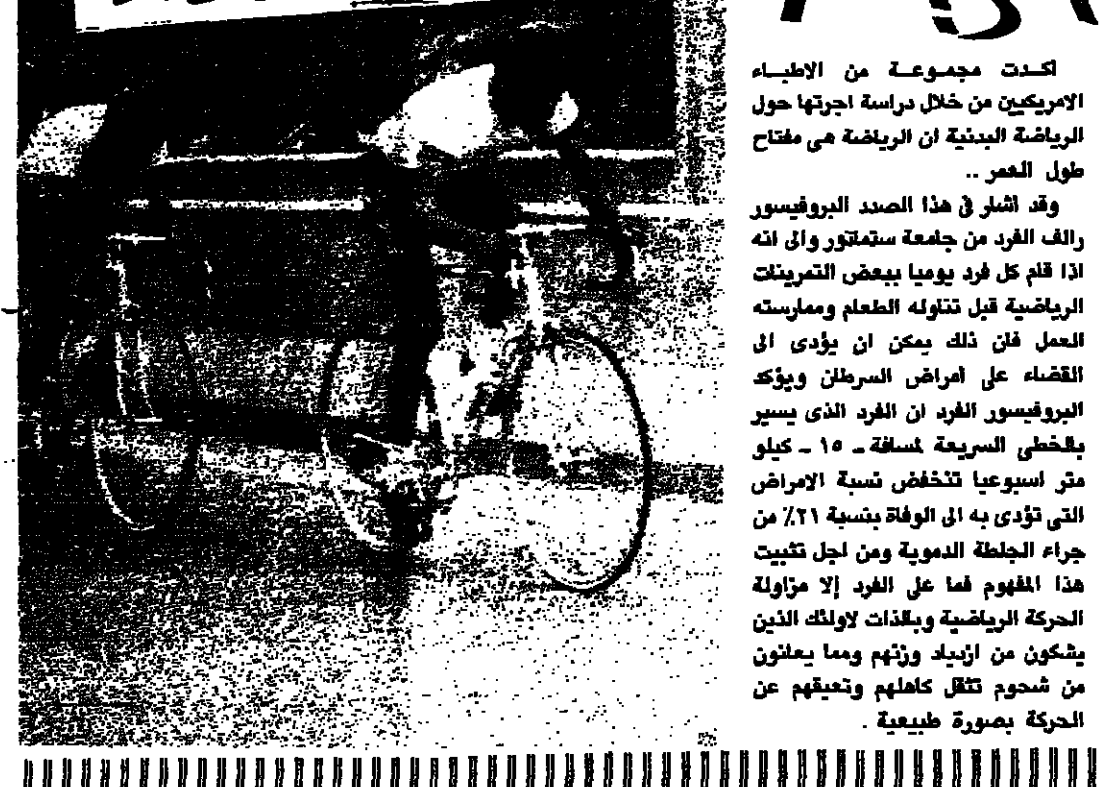 اكدت مجموعة من الاطباء
الامريكيين من خلال دراسة اجرتها حول
الرياضة البدنية ان الرياضة هى مفتاح
طول العمر ..
وقد اشار في هذا الصدد البروفيسور
رالف الفرد من جامعة ستمانور والى انه
اذا قام كل فرد يوميا ببعض التمرينات
الرياضية قبل تناوله الطعام وممارسته
العمل فان ذلك يمكن ان يؤدى الى
القضاء على أمراض السرطان ويؤكد
البروفيسور الفرد ان الفرد الذى يسير
بالخطى السريعة لمسافة ـ ١٥ ـ كيلو
متر اسبوعيا تنخفض نسبة الامراض
التى تؤدى به الى الوفاة بنسبة ٢١٪ من
جراء الجلطة الدموية ومن اجل تثبيت
هذا المفهوم فما على الفرد إلا مزاولة
الحركة الرياضية وبالذات لاولئك الذين
يشكون من ازدياد وزنهم ومما يعانون
من شحوم تثقل كاهلهم وتعيقهم عن
الحركة بصورة طبيعية .